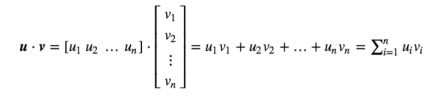 u · v = [u₁ u₂ … uₙ] · [v₁ v₂ ⋮ vₙ] = u₁v₁ + u₂v₂ + … + uₙvₙ = ∑ⁿᵢ₌₁ uᵢvᵢ